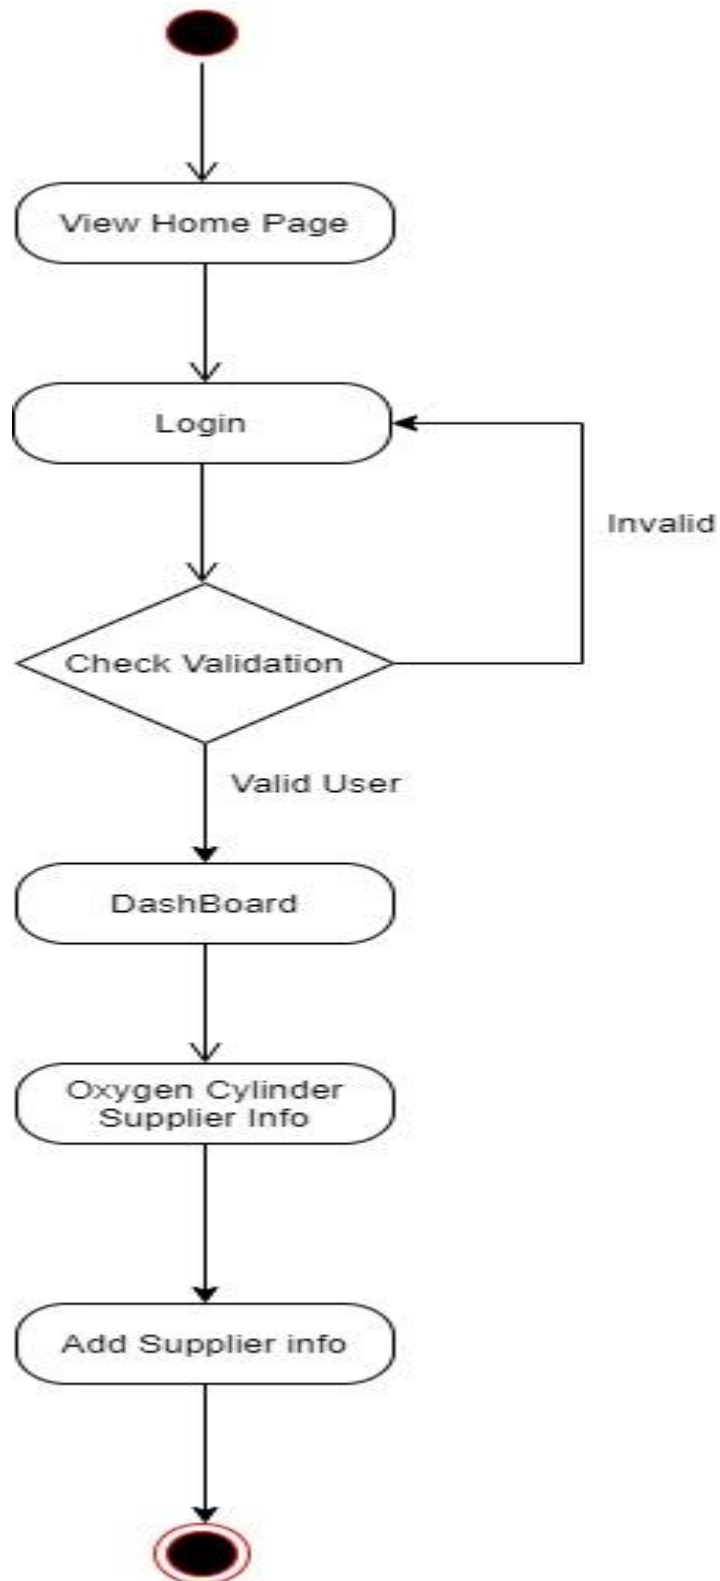 View Home Page
Login
Invalid
Check Validation
Valid User
DashBoard
Oxygen Cylinder
Supplier Info
Add Supplier info